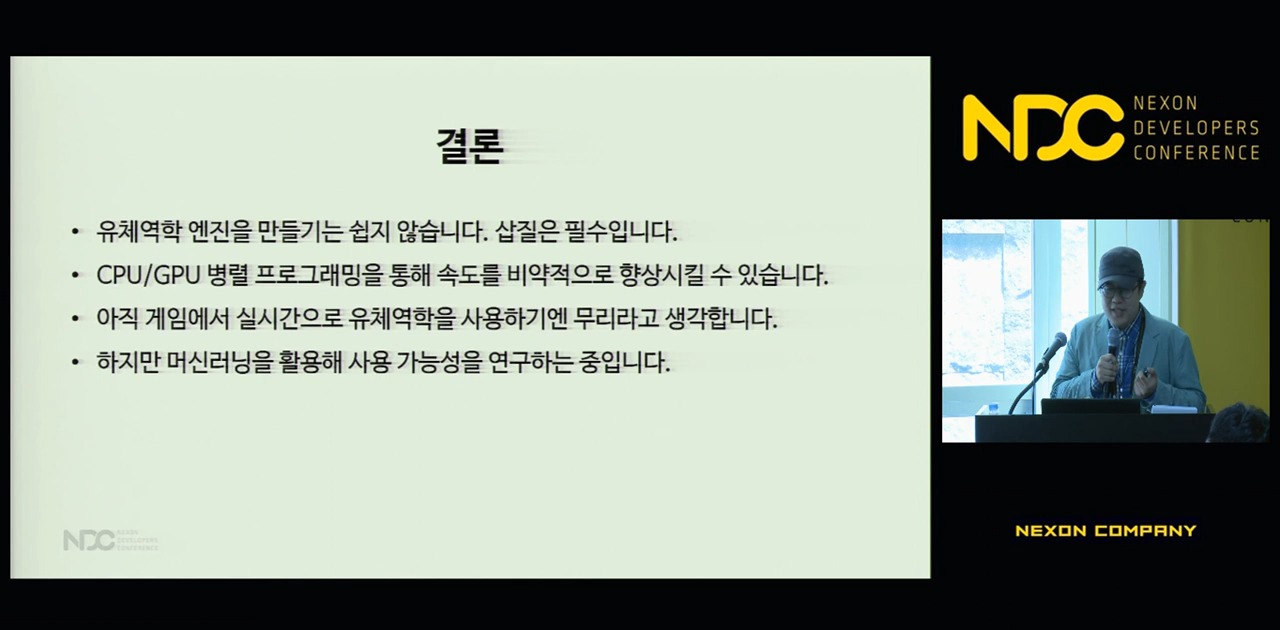 결론
• 유체역학 엔진을 만들기는 쉽지 않습니다. 삽질은 필수입니다.
• CPU/GPU 병렬 프로그래밍을 통해 속도를 비약적으로 향상시킬 수 있습니다.
• 아직 게임에서 실시간으로 유체역학을 사용하기엔 무리라고 생각합니다.
• 하지만 머신러닝을 활용해 사용 가능성을 연구하는 중입니다.
NDC NEXON
DEVELOPERS
CONFERENCE
NDC NEXON
DEVELOPERS
CONFERENCE
NEXON COMPANY